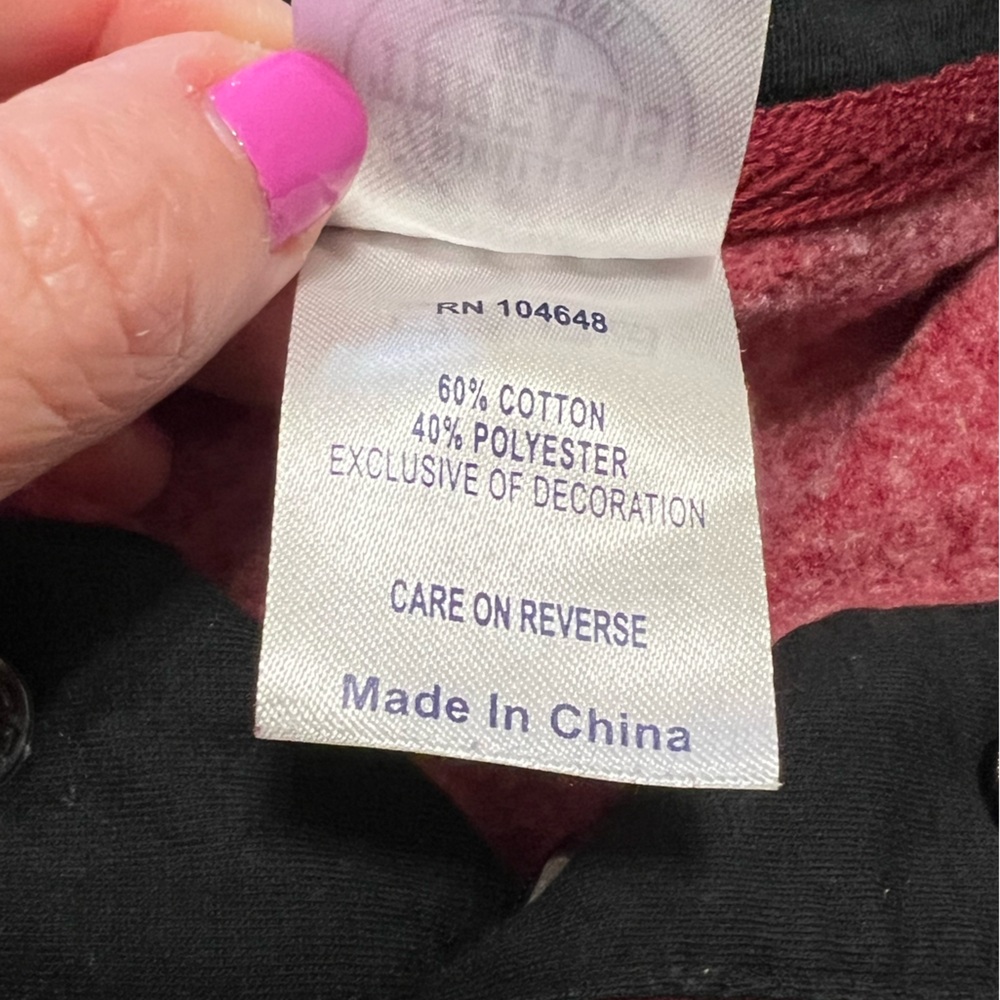 RN 104648
60% COTTON
40% POLYESTER
EXCLUSIVE OF DECORATION
CARE ON REVERSE
Made In China